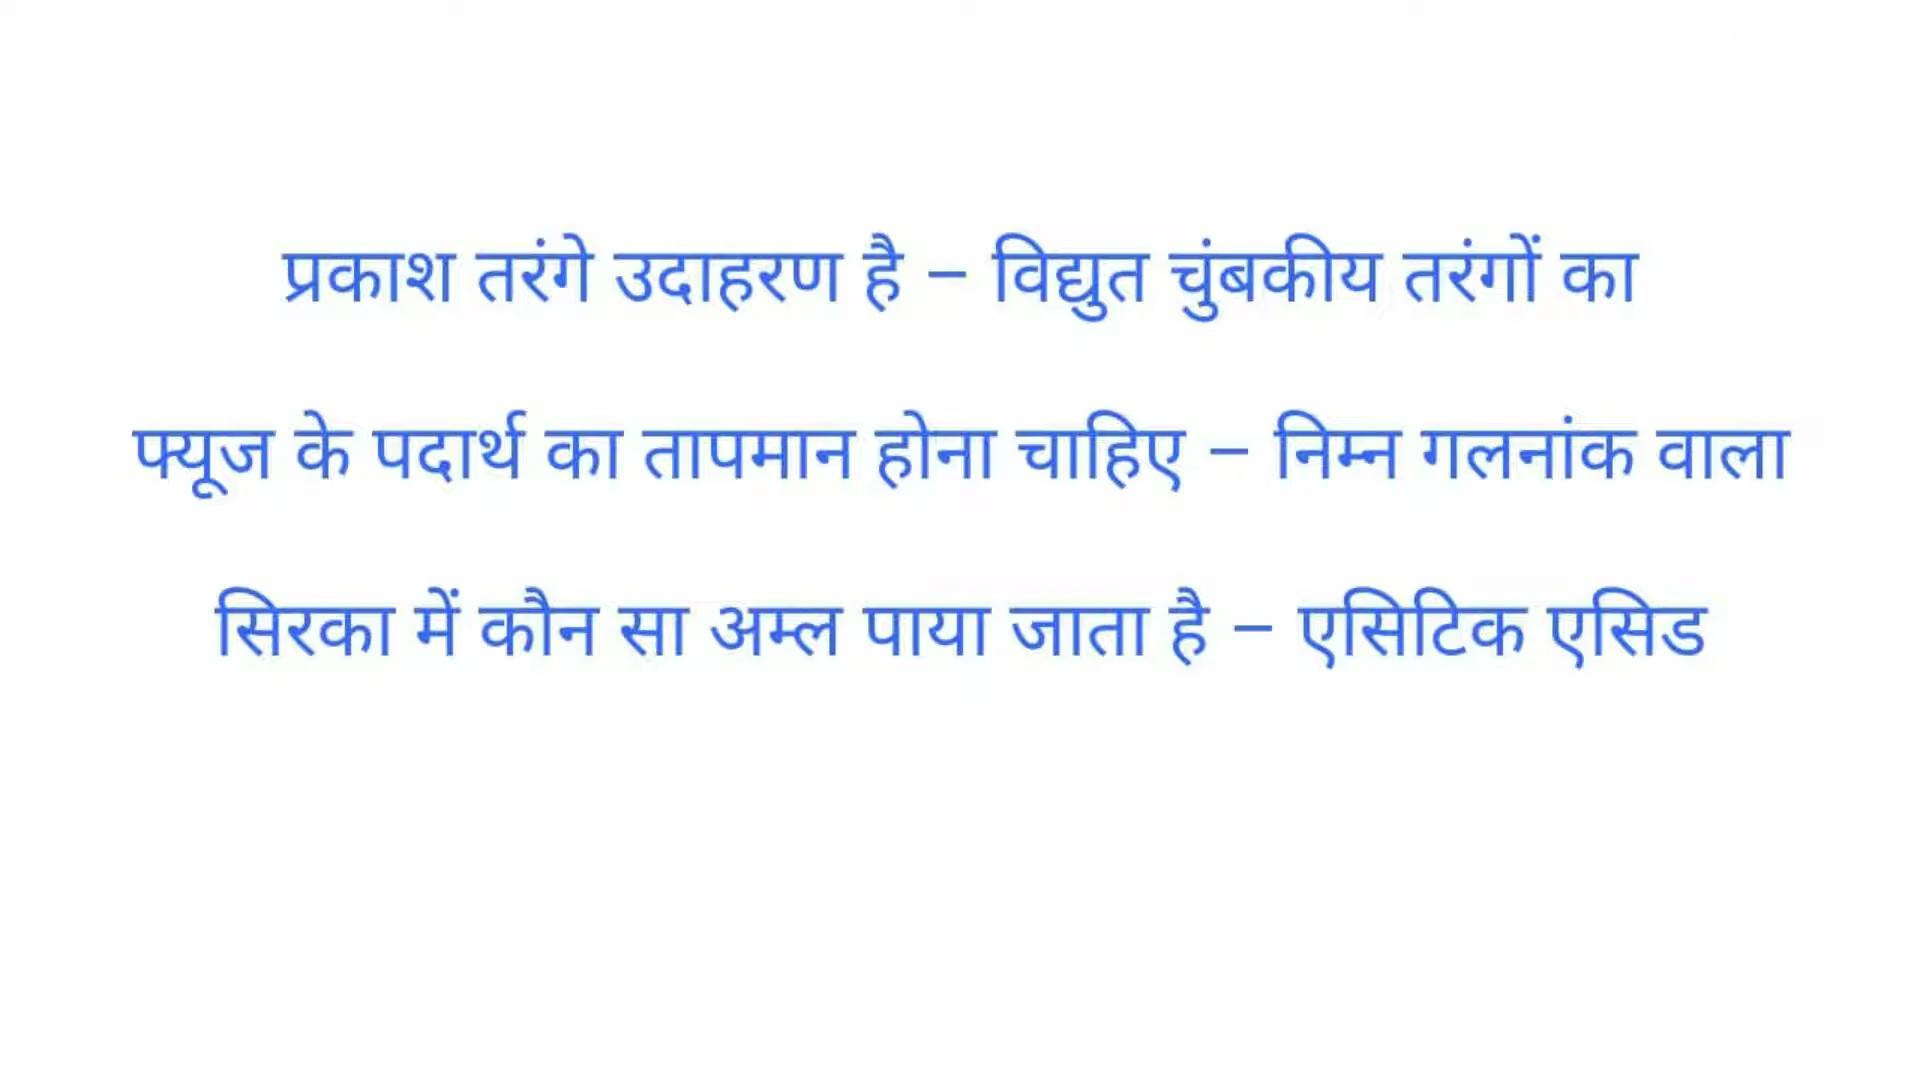 प्रकाश तरंगे उदाहरण है – विद्युत चुंबकीय तरंगों का
फ्यूज के पदार्थ का तापमान होना चाहिए – निम्न गलनांक वाला
सिरका में कौन सा अम्ल पाया जाता है – एसिटिक एसिड